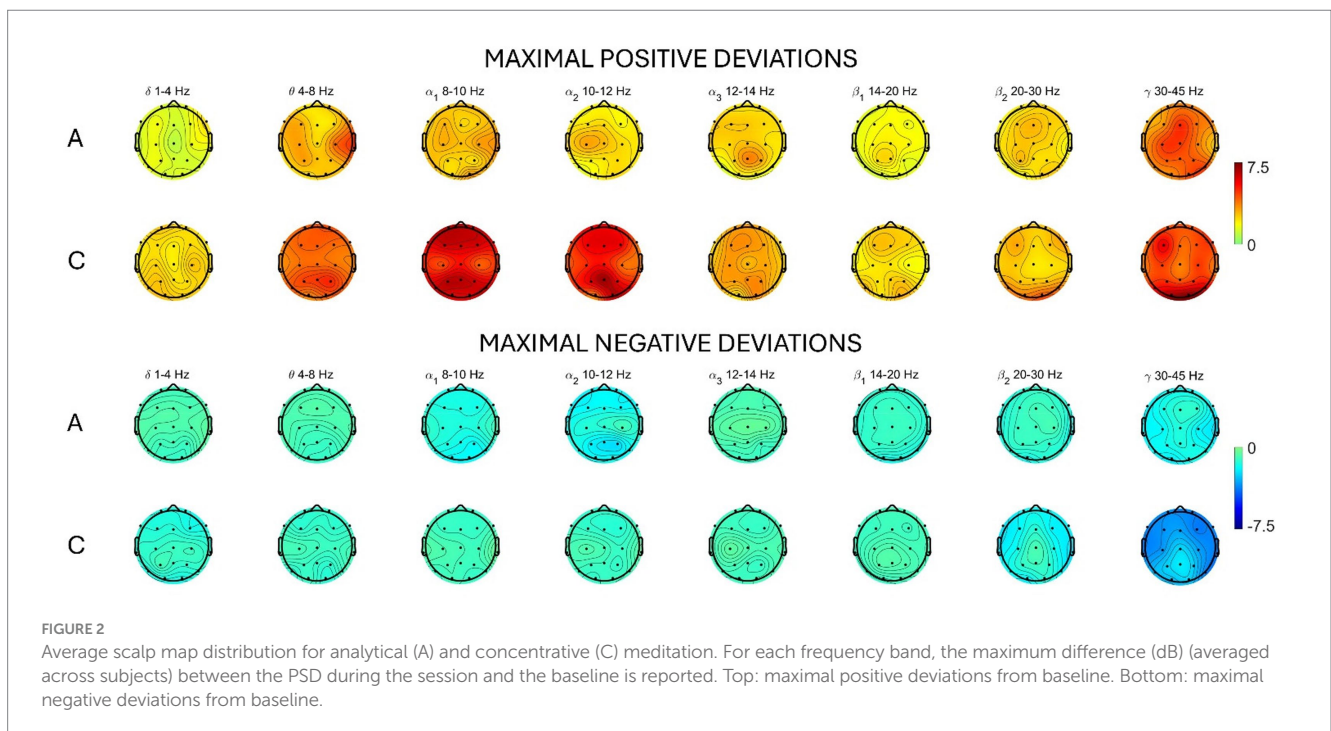 MAXIMAL POSITIVE DEVIATIONS
δ 1-4 Hz θ 4-8 Hz α₁ 8-10 Hz α₂ 10-12 Hz α₃ 12-14 Hz β₁ 14-20 Hz β₂ 20-30 Hz γ 30-45 Hz
A
7.5
0
C
MAXIMAL NEGATIVE DEVIATIONS
δ 1-4 Hz θ 4-8 Hz α₁ 8-10 Hz α₂ 10-12 Hz α₃ 12-14 Hz β₁ 14-20 Hz β₂ 20-30 Hz γ 30-45 Hz
A
0
-7.5
C
FIGURE 2
Average scalp map distribution for analytical (A) and concentrative (C) meditation. For each frequency band, the maximum difference (dB) (averaged
across subjects) between the PSD during the session and the baseline is reported. Top: maximal positive deviations from baseline. Bottom: maximal
negative deviations from baseline.